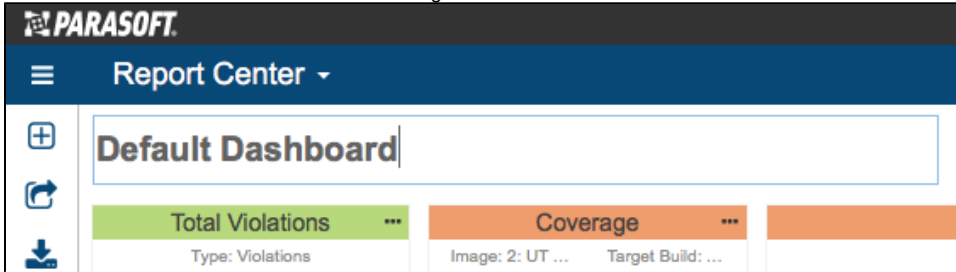 PARASOFT.
Report Center
Default Dashboard
Total Violations ...
Coverage ...
Type: Violations
Image: 2: UT ... Target Build: ...